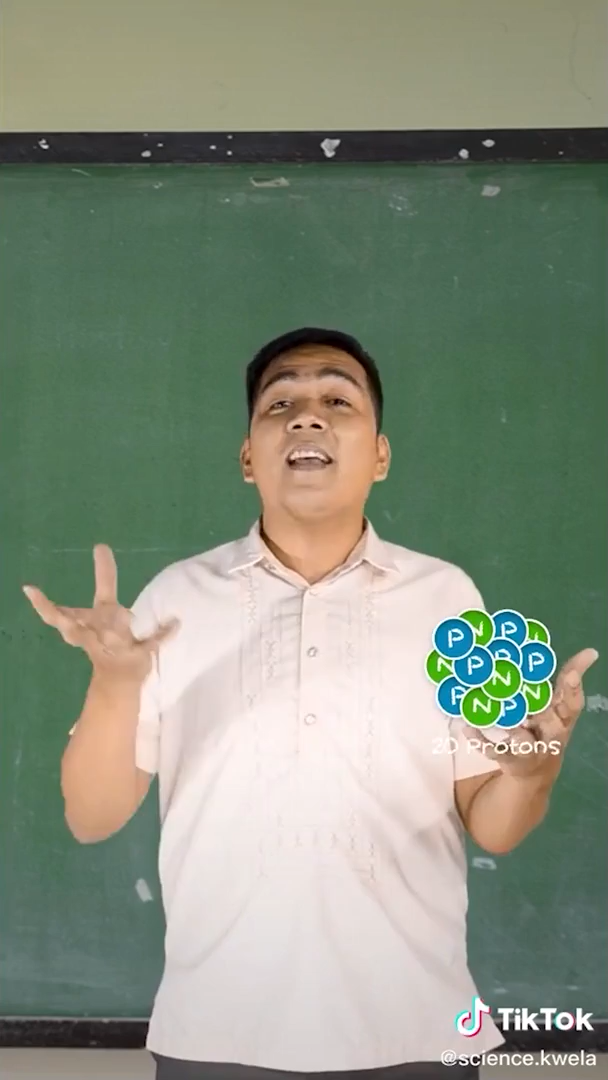 P N P N
N P P P
N
P N P N
20 Protons
TikTok
@science.kwela